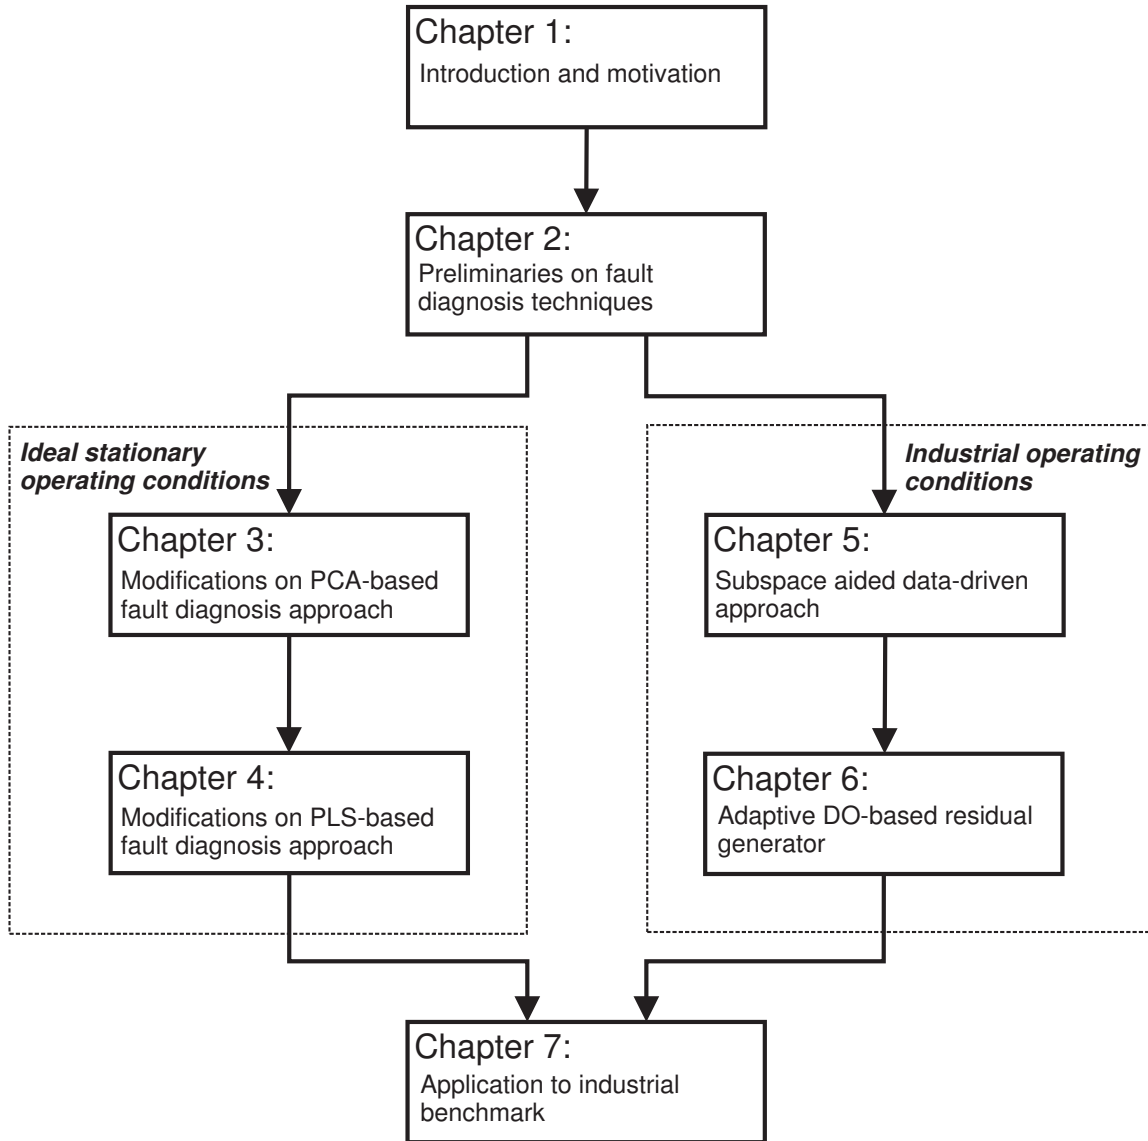 Chapter 1:
Introduction and motivation
Chapter 2:
Preliminaries on fault
diagnosis techniques
Ideal stationary
operating conditions
Chapter 3:
Modifications on PCA-based
fault diagnosis approach
Chapter 4:
Modifications on PLS-based
fault diagnosis approach
Industrial operating
conditions
Chapter 5:
Subspace aided data-driven
approach
Chapter 6:
Adaptive DO-based residual
generator
Chapter 7:
Application to industrial
benchmark